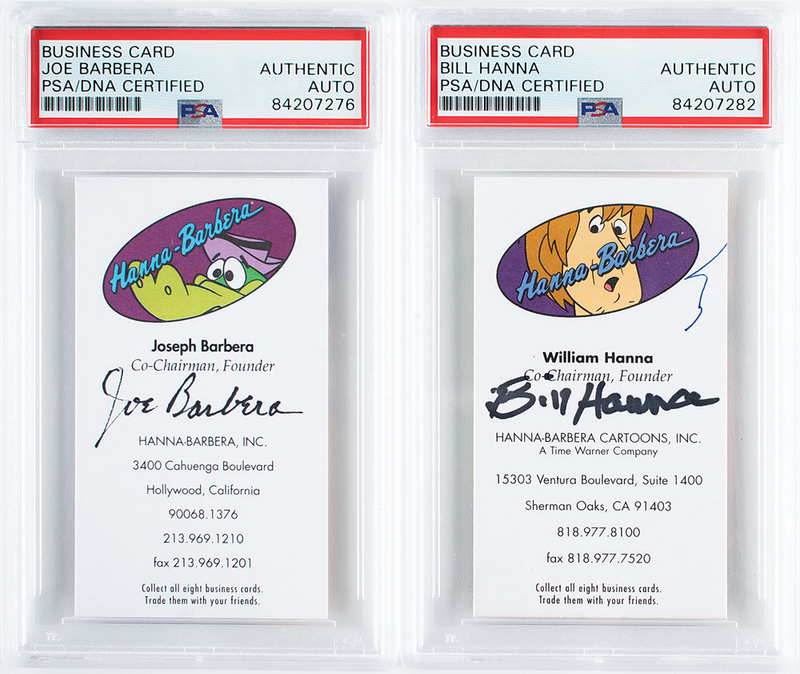 BUSINESS CARD
JOE BARBERA AUTHENTIC
PSA/DNA CERTIFIED AUTO
84207276
PSA
Hanna-Barbera
Joseph Barbera
Co-Chairman, Founder
Joe Barbera
HANNA-BARBERA, INC.
3400 Cahuenga Boulevard
Hollywood, California
90068.1376
213.969.1210
fax 213.969.1201
Collect all eight business cards.
Trade them with your friends.
BUSINESS CARD
BILL HANNA AUTHENTIC
PSA/DNA CERTIFIED AUTO
84207282
PSA
Hanna-Barbera
William Hanna
Co-Chairman, Founder
Bill Hanna
HANNA-BARBERA CARTOONS, INC.
A Time Warner Company
15303 Ventura Boulevard, Suite 1400
Sherman Oaks, CA 91403
818.977.8100
fax 818.977.7520
Collect all eight business cards.
Trade them with your friends.